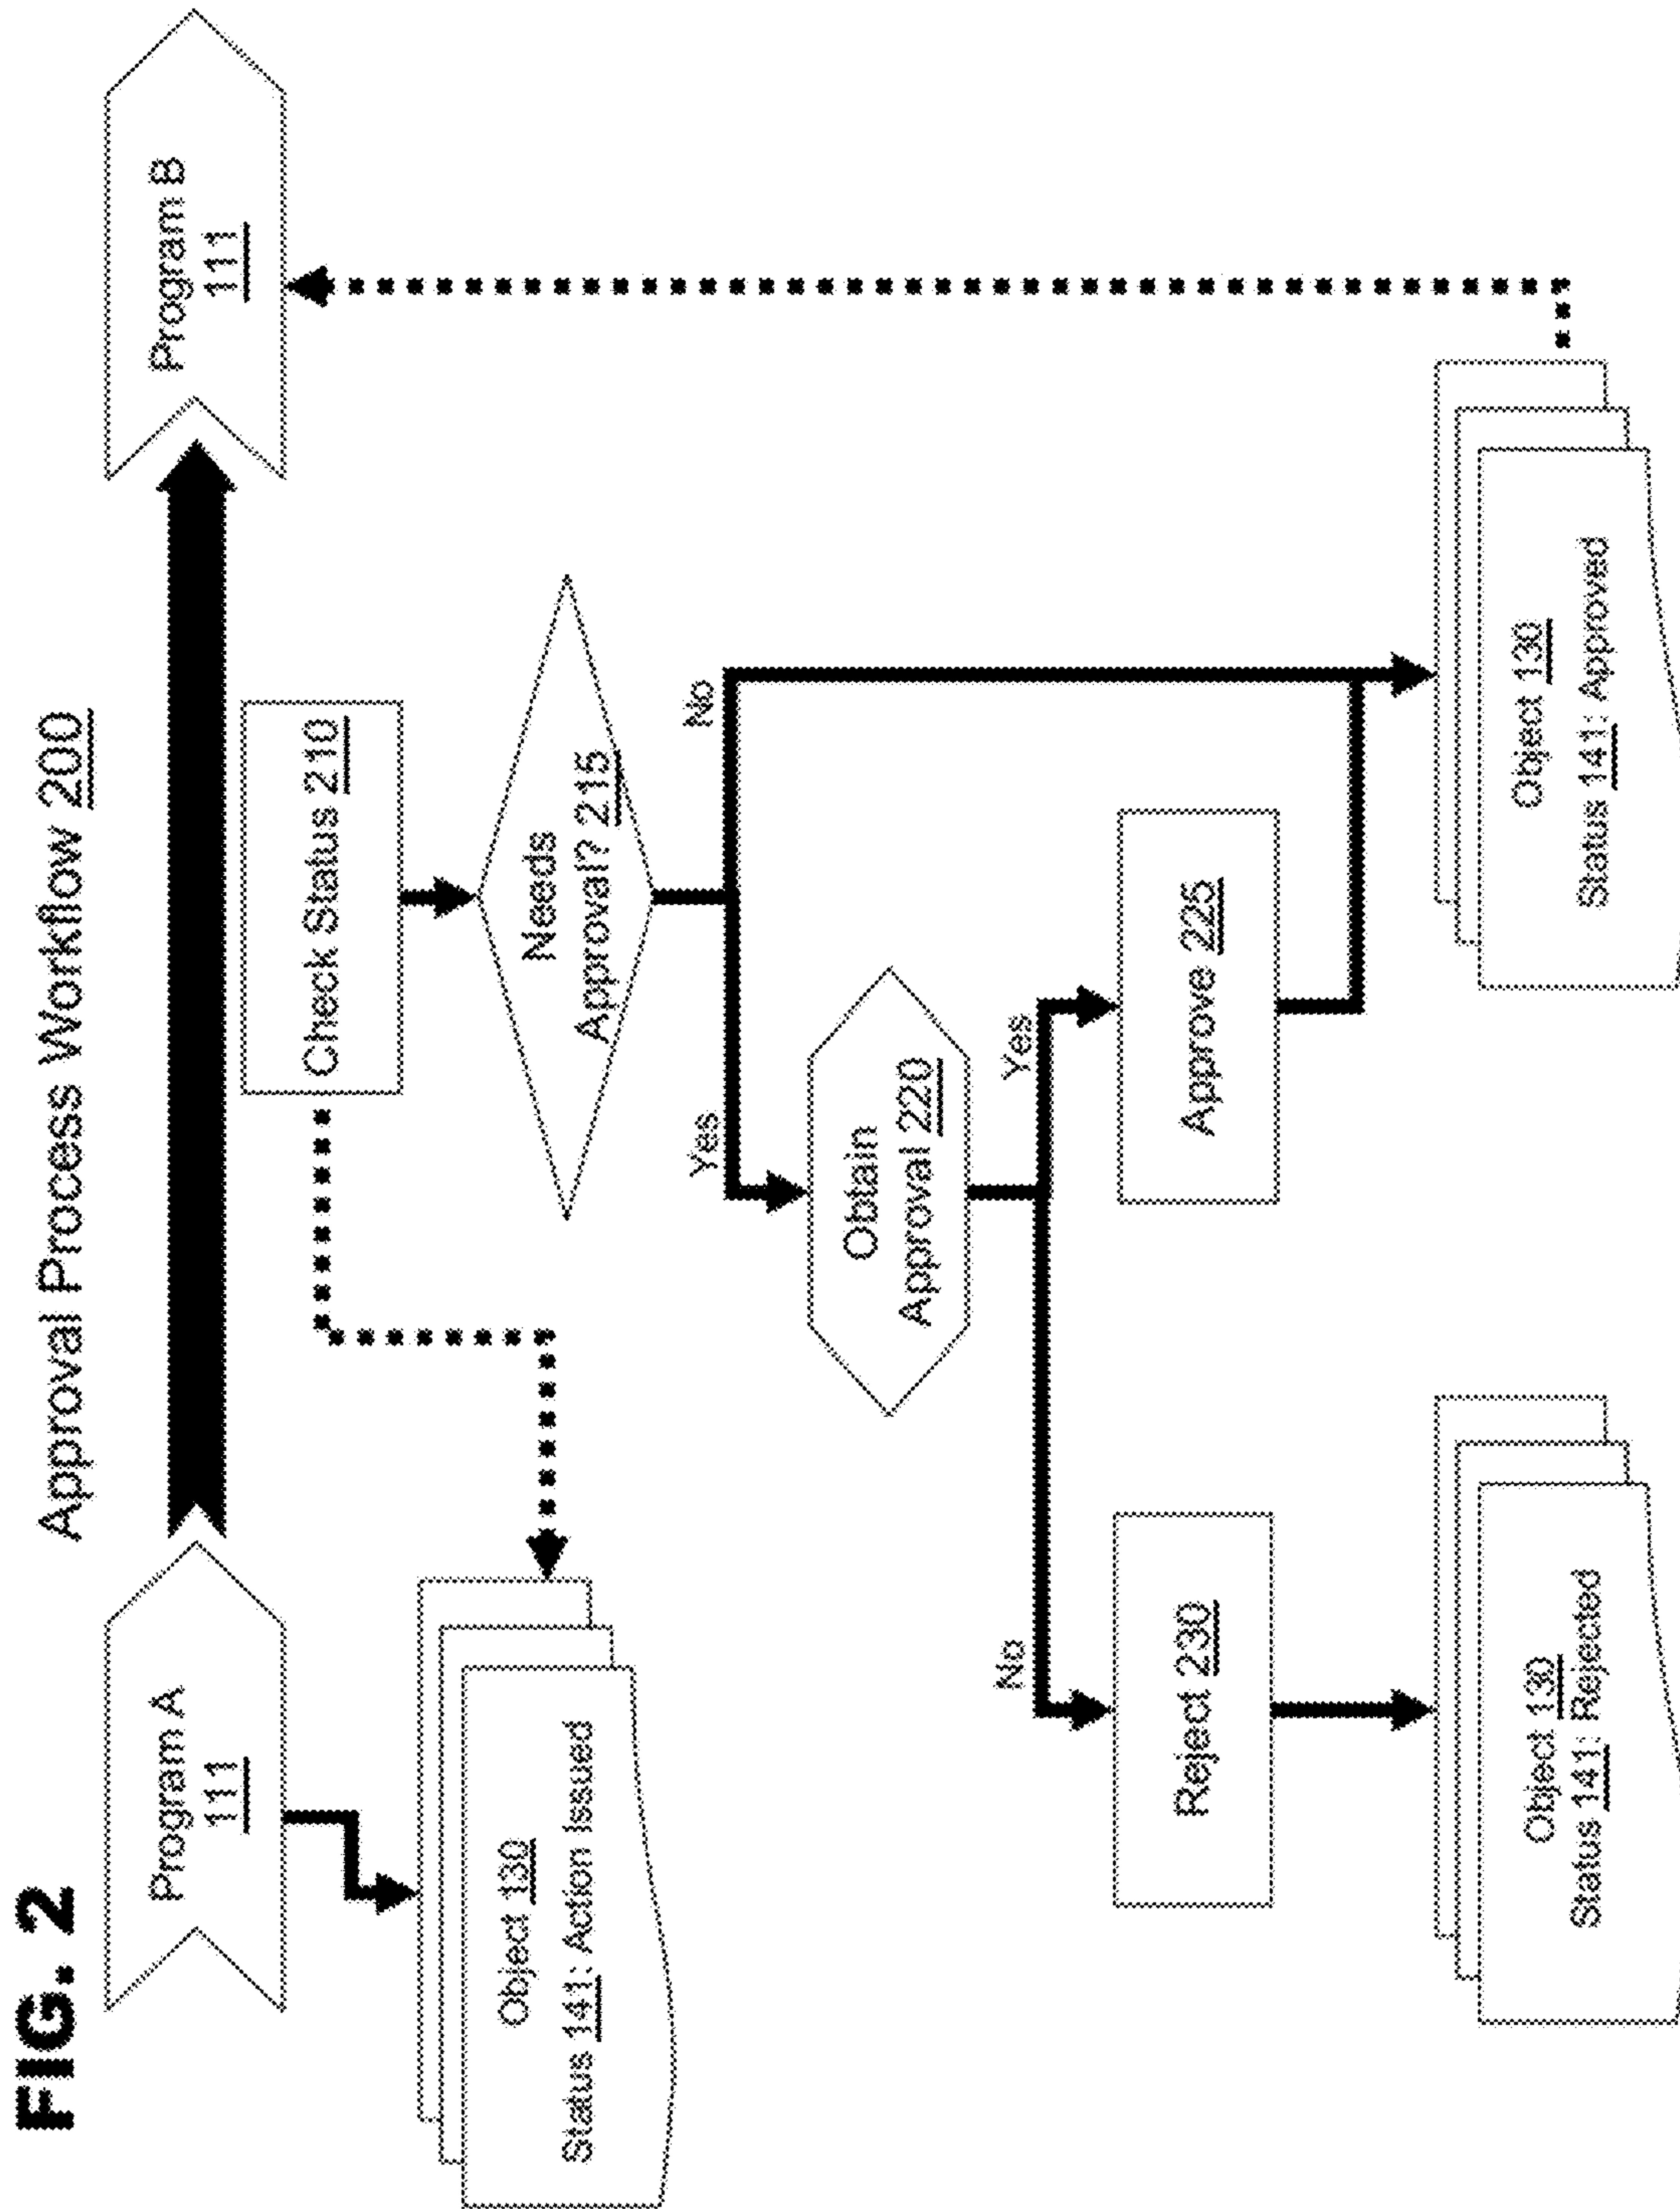 FIG. 2
Approval Process Workflow 200
Program A
111
Program B
111
Check Status 210
Object 130
Status 141: Action Issued
Needs
Approval? 215
Yes
No
Obtain
Approval 220
No
Yes
Reject 230
Approve 225
Object 130
Status 141: Rejected
Object 130
Status 141: Approved